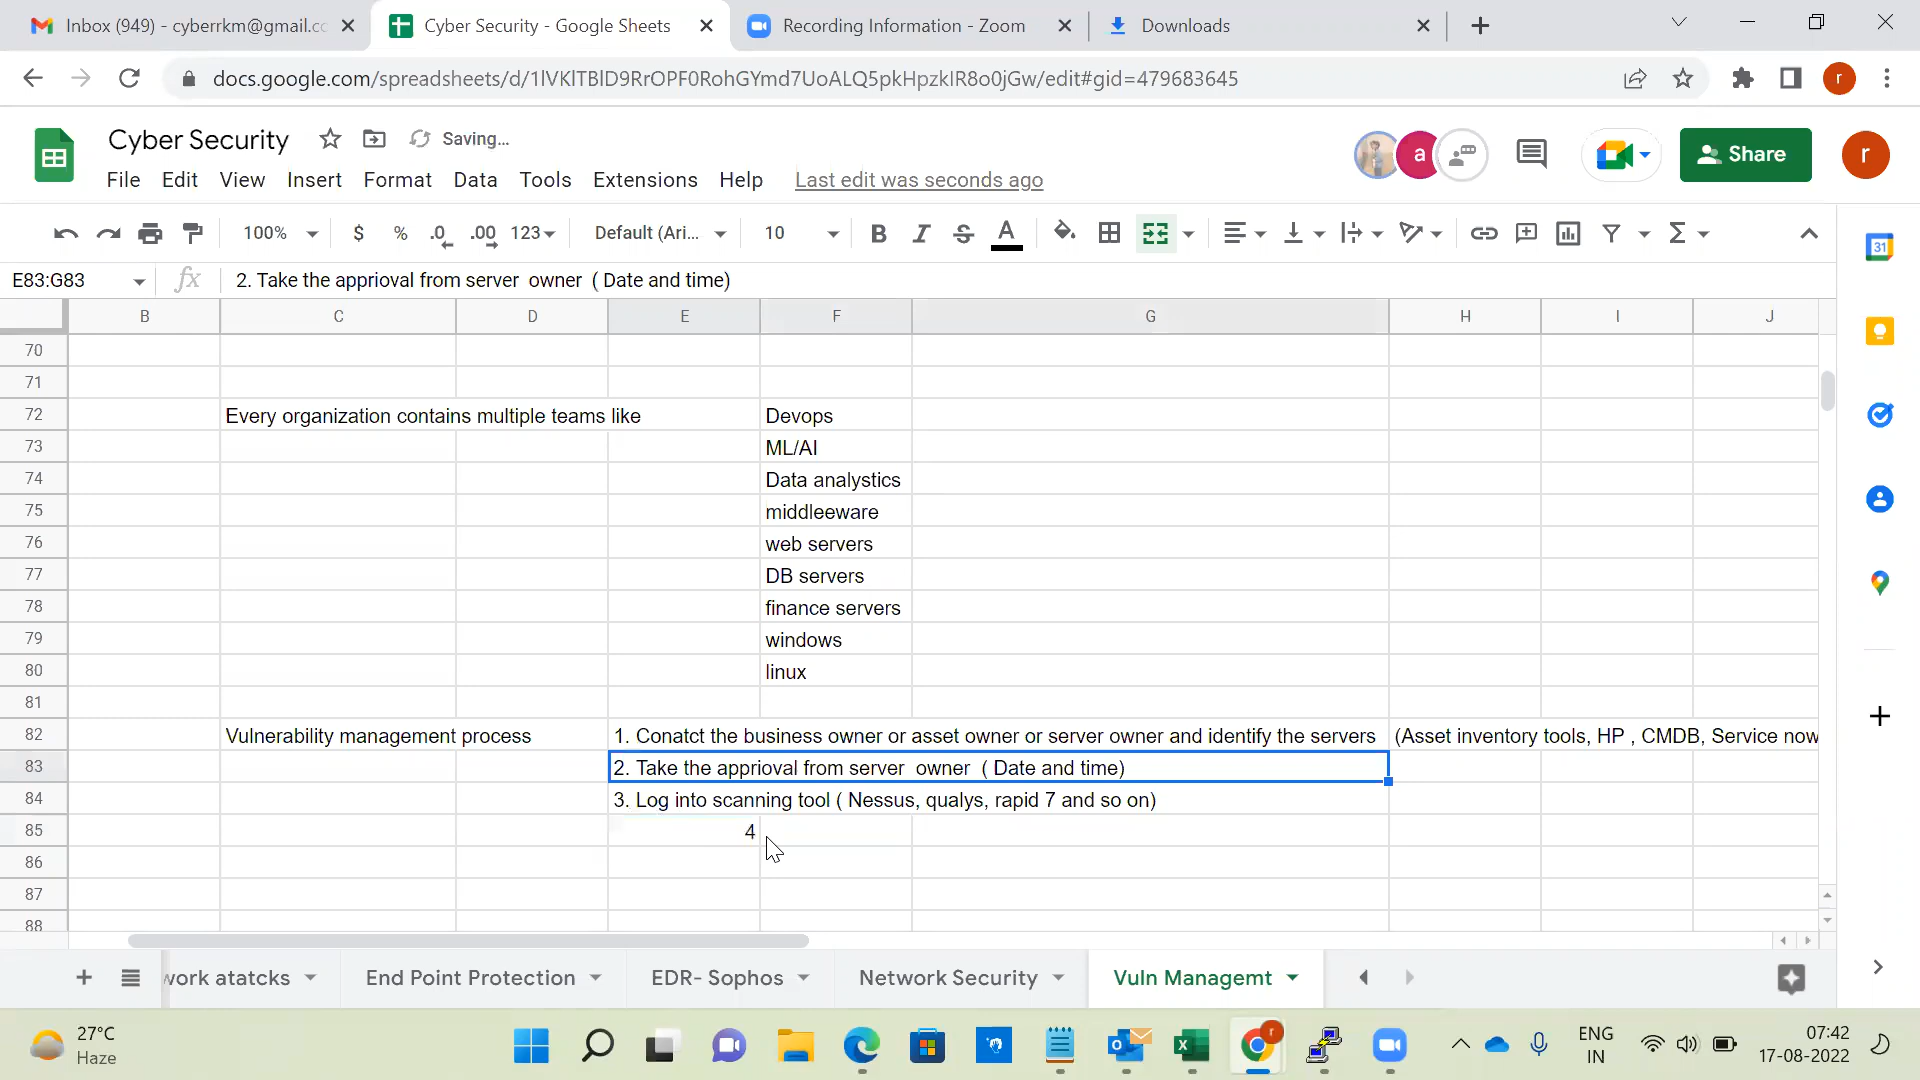 Inbox (949) - cyberrkm@gmail.cc
Cyber Security - Google Sheets
Recording Information - Zoom
Downloads
docs.google.com/spreadsheets/d/1lVKlTBlD9RrOPF0RohGYmd7UoALQ5pkHpzkIR8o0jGw/edit#gid=479683645
r
Cyber Security
Saving...
a
Share
r
File Edit View Insert Format Data Tools Extensions Help Last edit was seconds ago
100% $ % .0 .00 123 Default (Ari... 10 B I S A
31
E83:G83 fx 2. Take the apprioval from server owner ( Date and time)
B C D E F G H I J
70
71
72 Every organization contains multiple teams like Devops
73 ML/AI
74 Data analystics
75 middleeware
76 web servers
77 DB servers
78 finance servers
79 windows
80 linux
81
82 Vulnerability management process 1. Conatct the business owner or asset owner or server owner and identify the servers (Asset inventory tools, HP , CMDB, Service now
83 2. Take the apprioval from server owner ( Date and time)
84 3. Log into scanning tool ( Nessus, qualys, rapid 7 and so on)
85 4
86
87
88
work atatcks End Point Protection EDR- Sophos Network Security Vuln Managemt
27°C
Haze
ENG
IN
07:42
17-08-2022